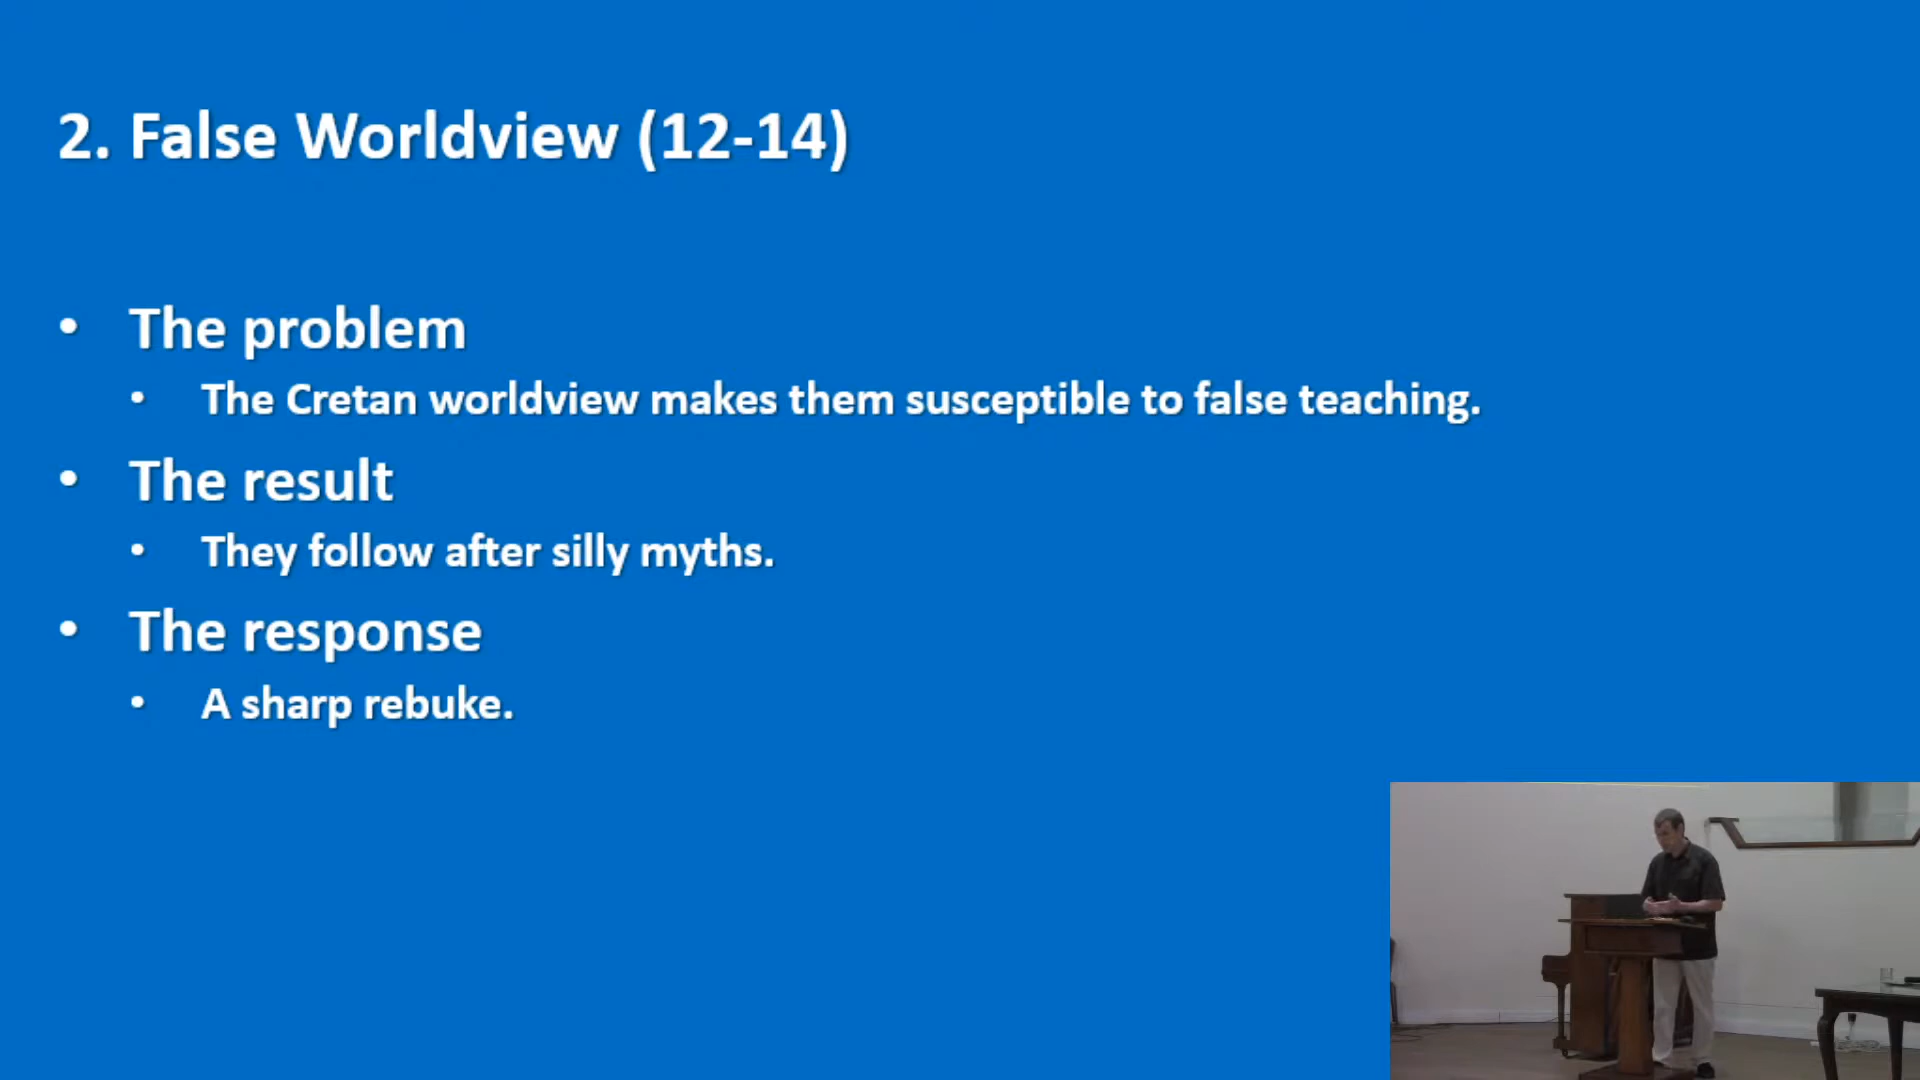 2. False Worldview (12-14)
• The problem
• The Cretan worldview makes them susceptible to false teaching.
• The result
• They follow after silly myths.
• The response
• A sharp rebuke.